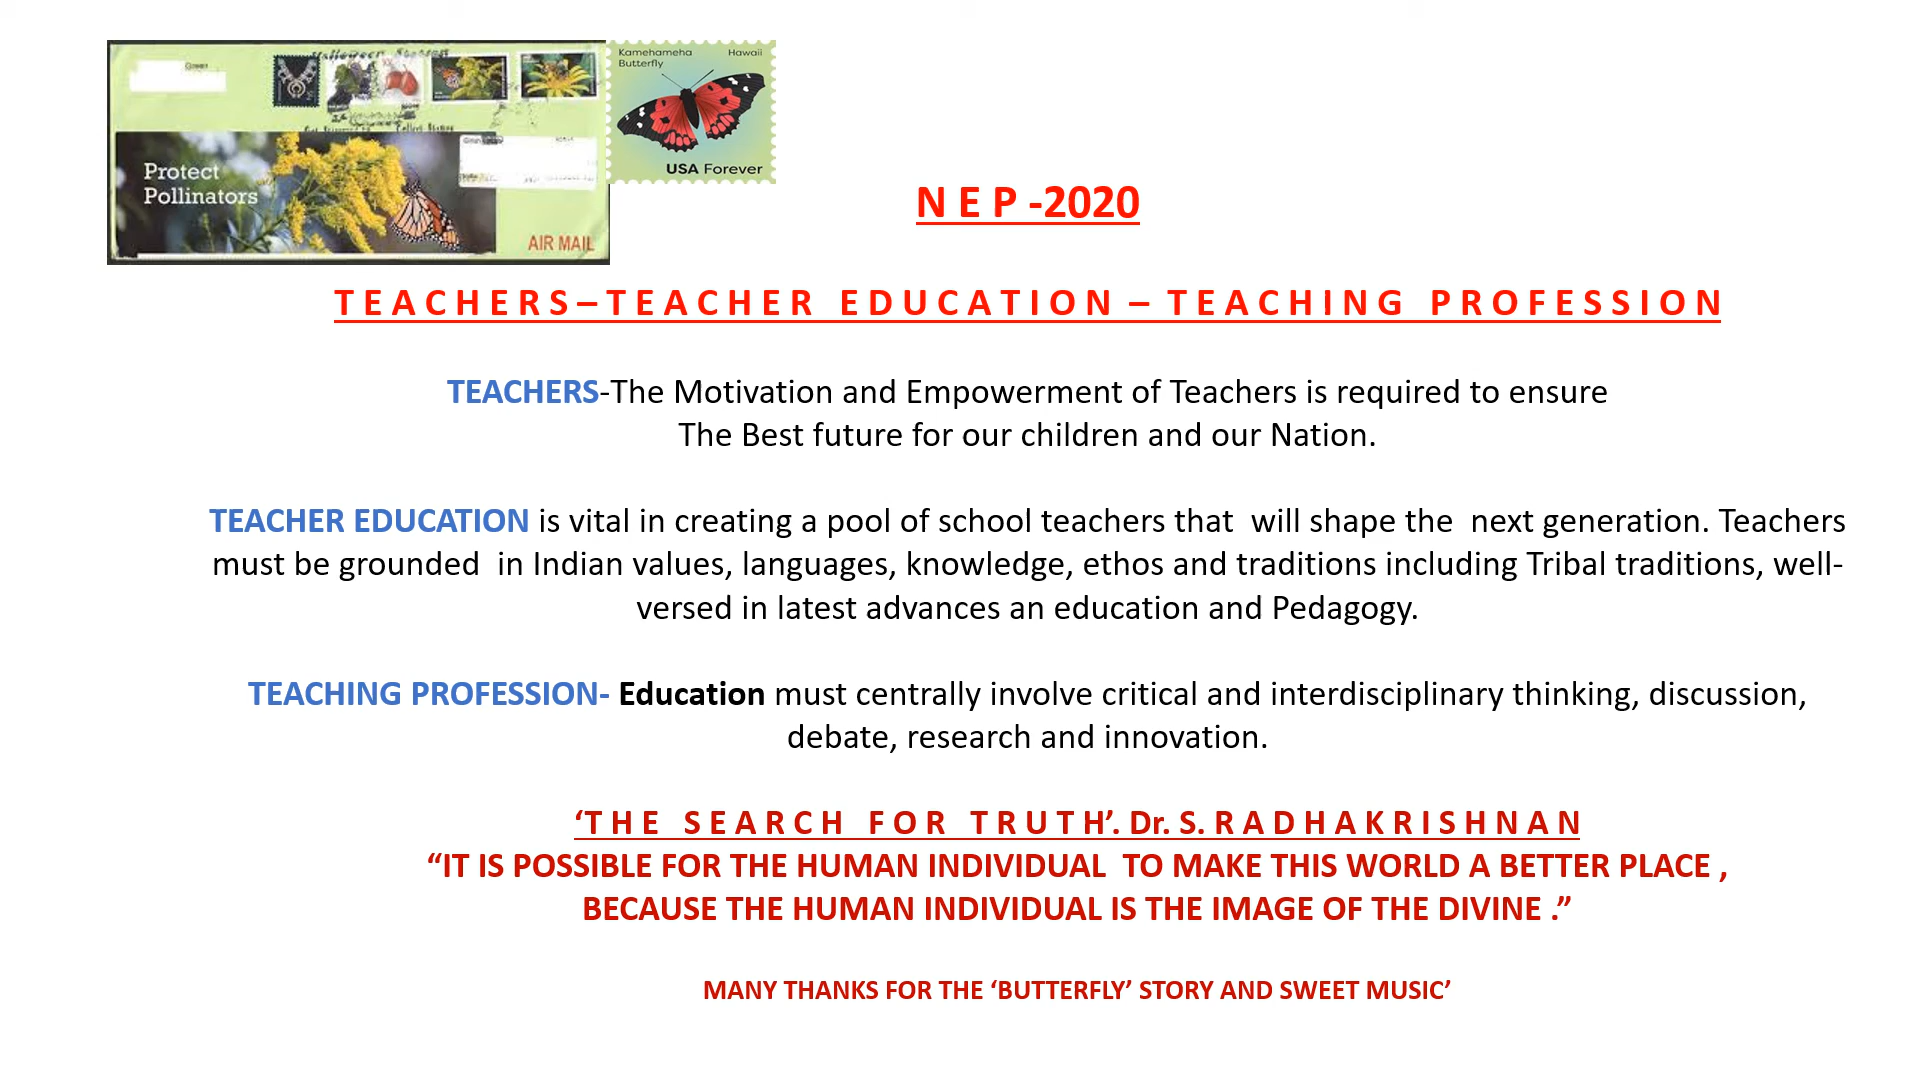 Protect
Pollinators
AIR MAIL
Kamehameha Hawaii
Butterfly
USA Forever
N E P -2020
T E A C H E R S – T E A C H E R E D U C A T I O N – T E A C H I N G P R O F E S S I O N
TEACHERS-The Motivation and Empowerment of Teachers is required to ensure
The Best future for our children and our Nation.
TEACHER EDUCATION is vital in creating a pool of school teachers that will shape the next generation. Teachers
must be grounded in Indian values, languages, knowledge, ethos and traditions including Tribal traditions, well-
versed in latest advances an education and Pedagogy.
TEACHING PROFESSION- Education must centrally involve critical and interdisciplinary thinking, discussion,
debate, research and innovation.
‘T H E S E A R C H F O R T R U T H’. Dr. S. R A D H A K R I S H N A N
“IT IS POSSIBLE FOR THE HUMAN INDIVIDUAL TO MAKE THIS WORLD A BETTER PLACE ,
BECAUSE THE HUMAN INDIVIDUAL IS THE IMAGE OF THE DIVINE .”
MANY THANKS FOR THE ‘BUTTERFLY’ STORY AND SWEET MUSIC’